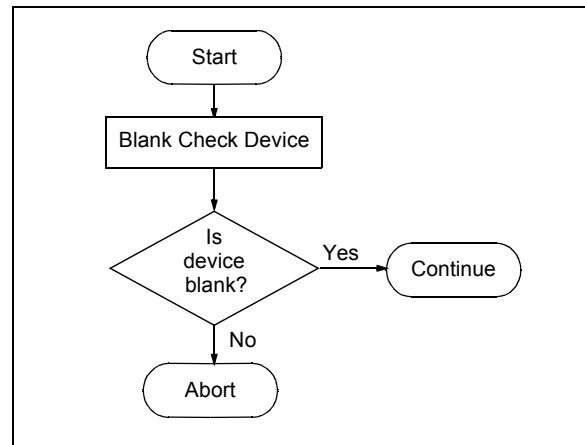 Start
Blank Check Device
Is
device
blank?
Yes
Continue
No
Abort